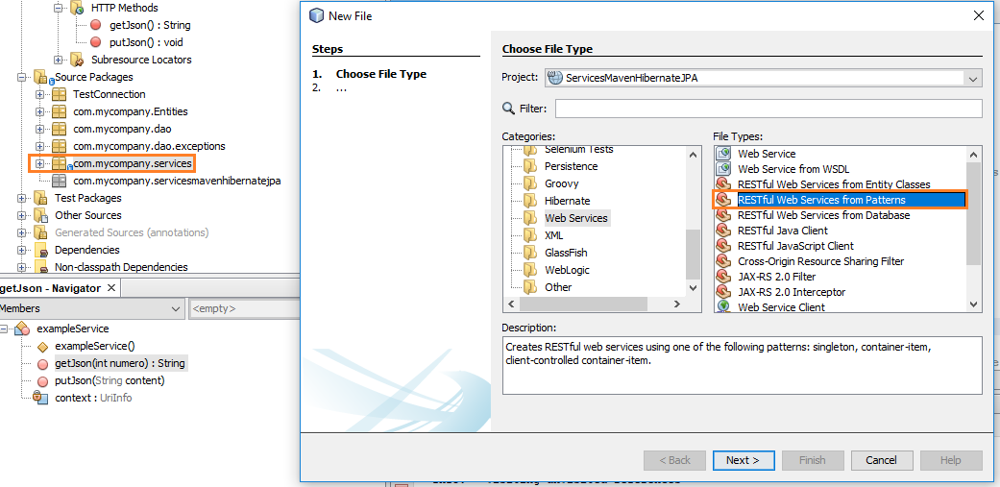 HTTP Methods
getJson() : String
putJson() : void
Subresource Locators
Source Packages
TestConnection
com.mycompany.Entities
com.mycompany.dao
com.mycompany.dao.exceptions
com.mycompany.services
com.mycompany.servicesmavenhibernatejpa
Test Packages
Other Sources
Generated Sources (annotations)
Dependencies
Non-classpath Dependencies
getJson - Navigator
Members
<empty>
exampleService
exampleService()
getJson(int numero) : String
putJson(String content)
context : UriInfo
New File
Steps
1. Choose File Type
2. ...
Choose File Type
Project: ServicesMavenHibernateJPA
Filter:
Categories:
Selenium Tests
Persistence
Groovy
Hibernate
Web Services
XML
GlassFish
WebLogic
Other
File Types:
Web Service
Web Service from WSDL
RESTful Web Services from Entity Classes
RESTful Web Services from Patterns
RESTful Web Services from Database
RESTful Java Client
RESTful JavaScript Client
Cross-Origin Resource Sharing Filter
JAX-RS 2.0 Filter
JAX-RS 2.0 Interceptor
Web Service Client
Description:
Creates RESTful web services using one of the following patterns: singleton, container-item,
client-controlled container-item.
< Back
Next >
Finish
Cancel
Help